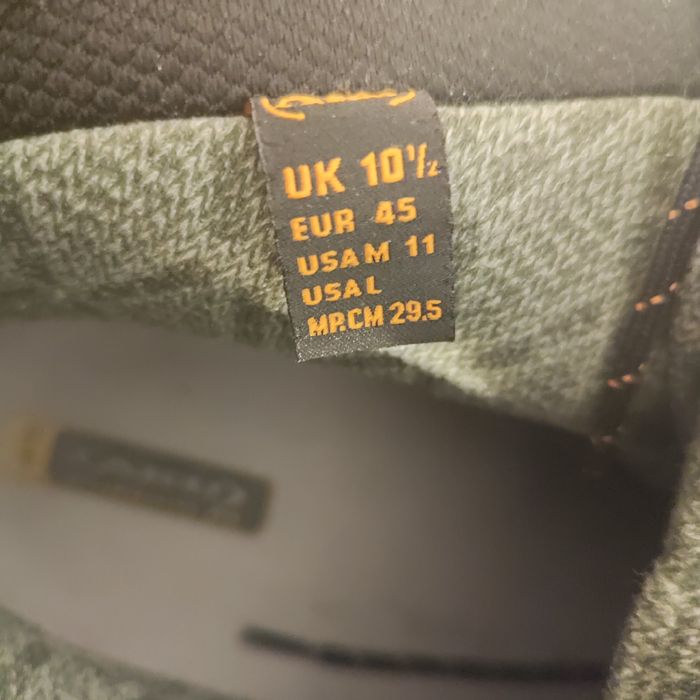 UK 10½
EUR 45
USA M 11
USA L
MP.CM 29.5